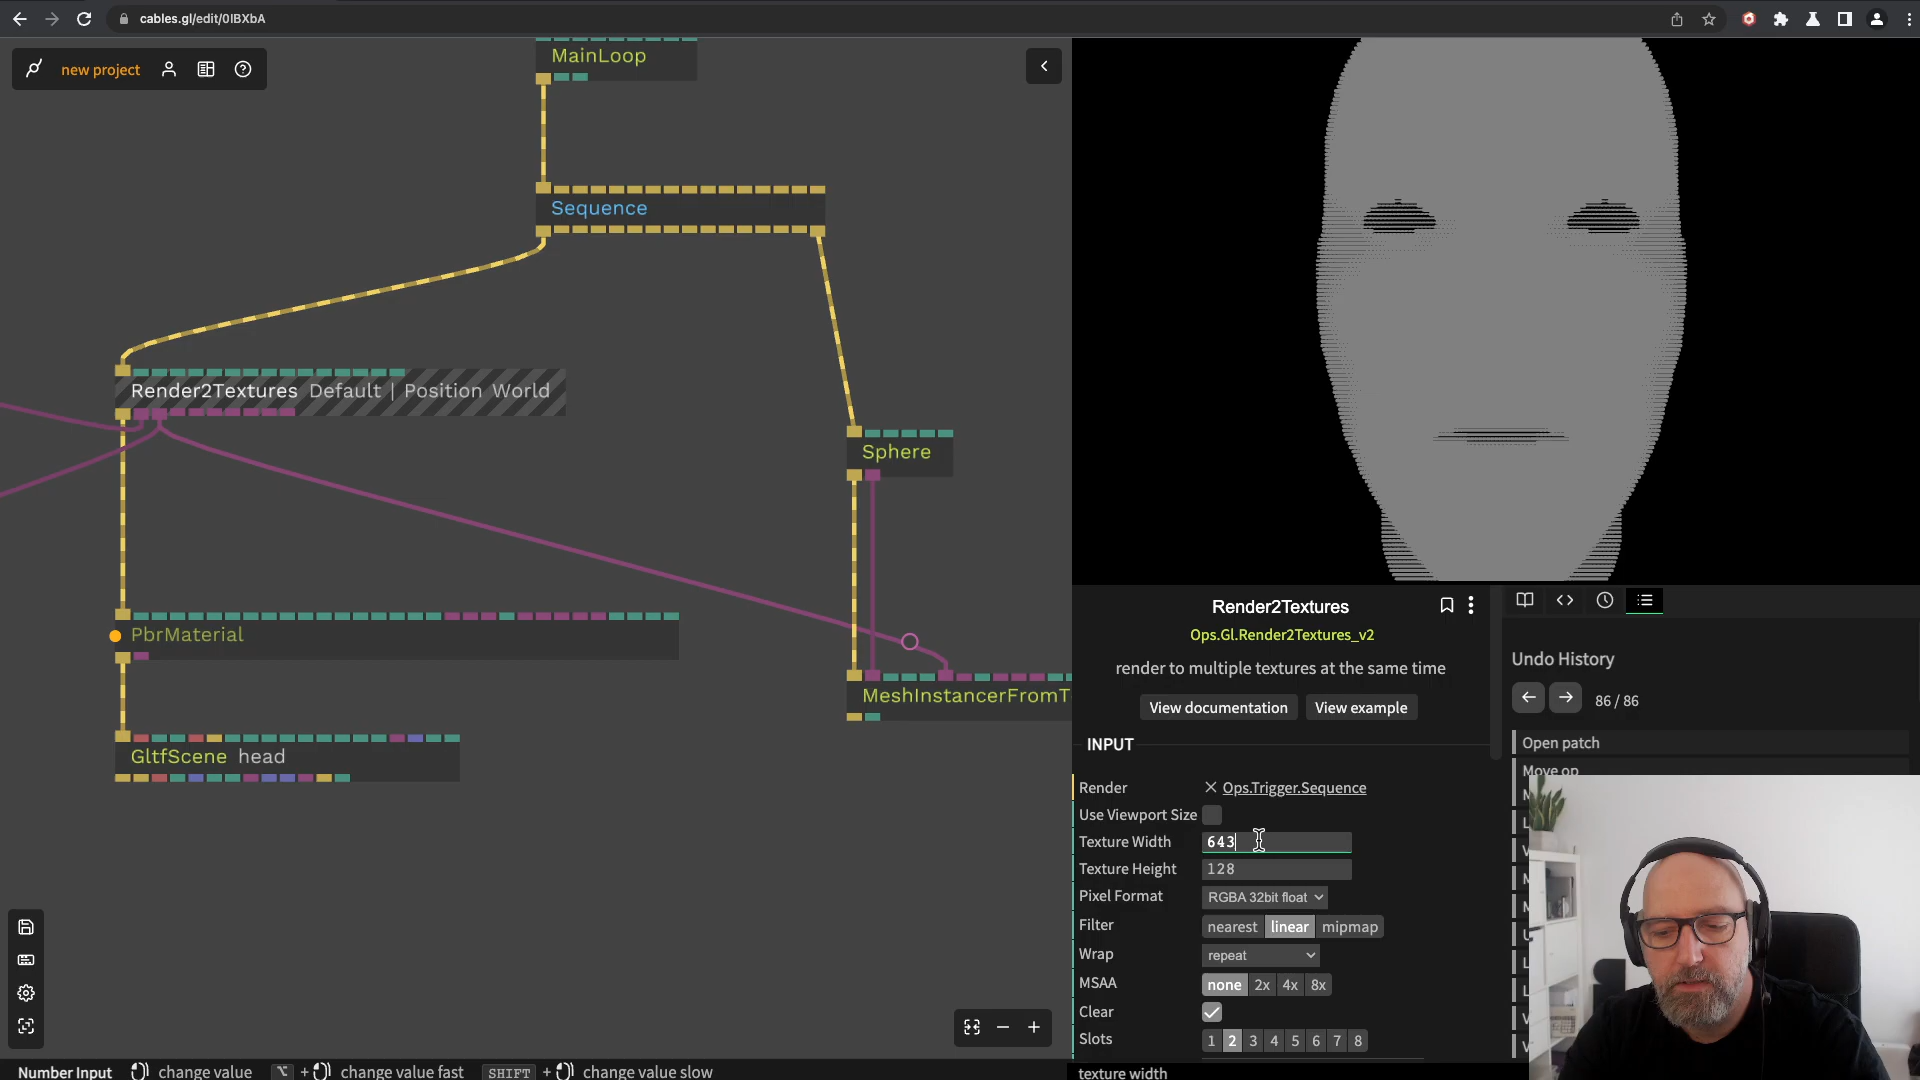 cables.gl/edit/0IBXbA
new project
MainLoop
Sequence
Render2Textures Default | Position World
Sphere
PbrMaterial
MeshInstancerFromT
GltfScene head
Render2Textures
Ops.Gl.Render2Textures_v2
render to multiple textures at the same time
View documentation View example
INPUT
Render Ops.Trigger.Sequence
Use Viewport Size
Texture Width 643
Texture Height 128
Pixel Format RGBA 32bit float
Filter nearest linear mipmap
Wrap repeat
MSAA none 2x 4x 8x
Clear
Slots 1 2 3 4 5 6 7 8
Undo History
86 / 86
Open patch
Move op
Number Input change value + change value fast SHIFT + change value slow
texture width